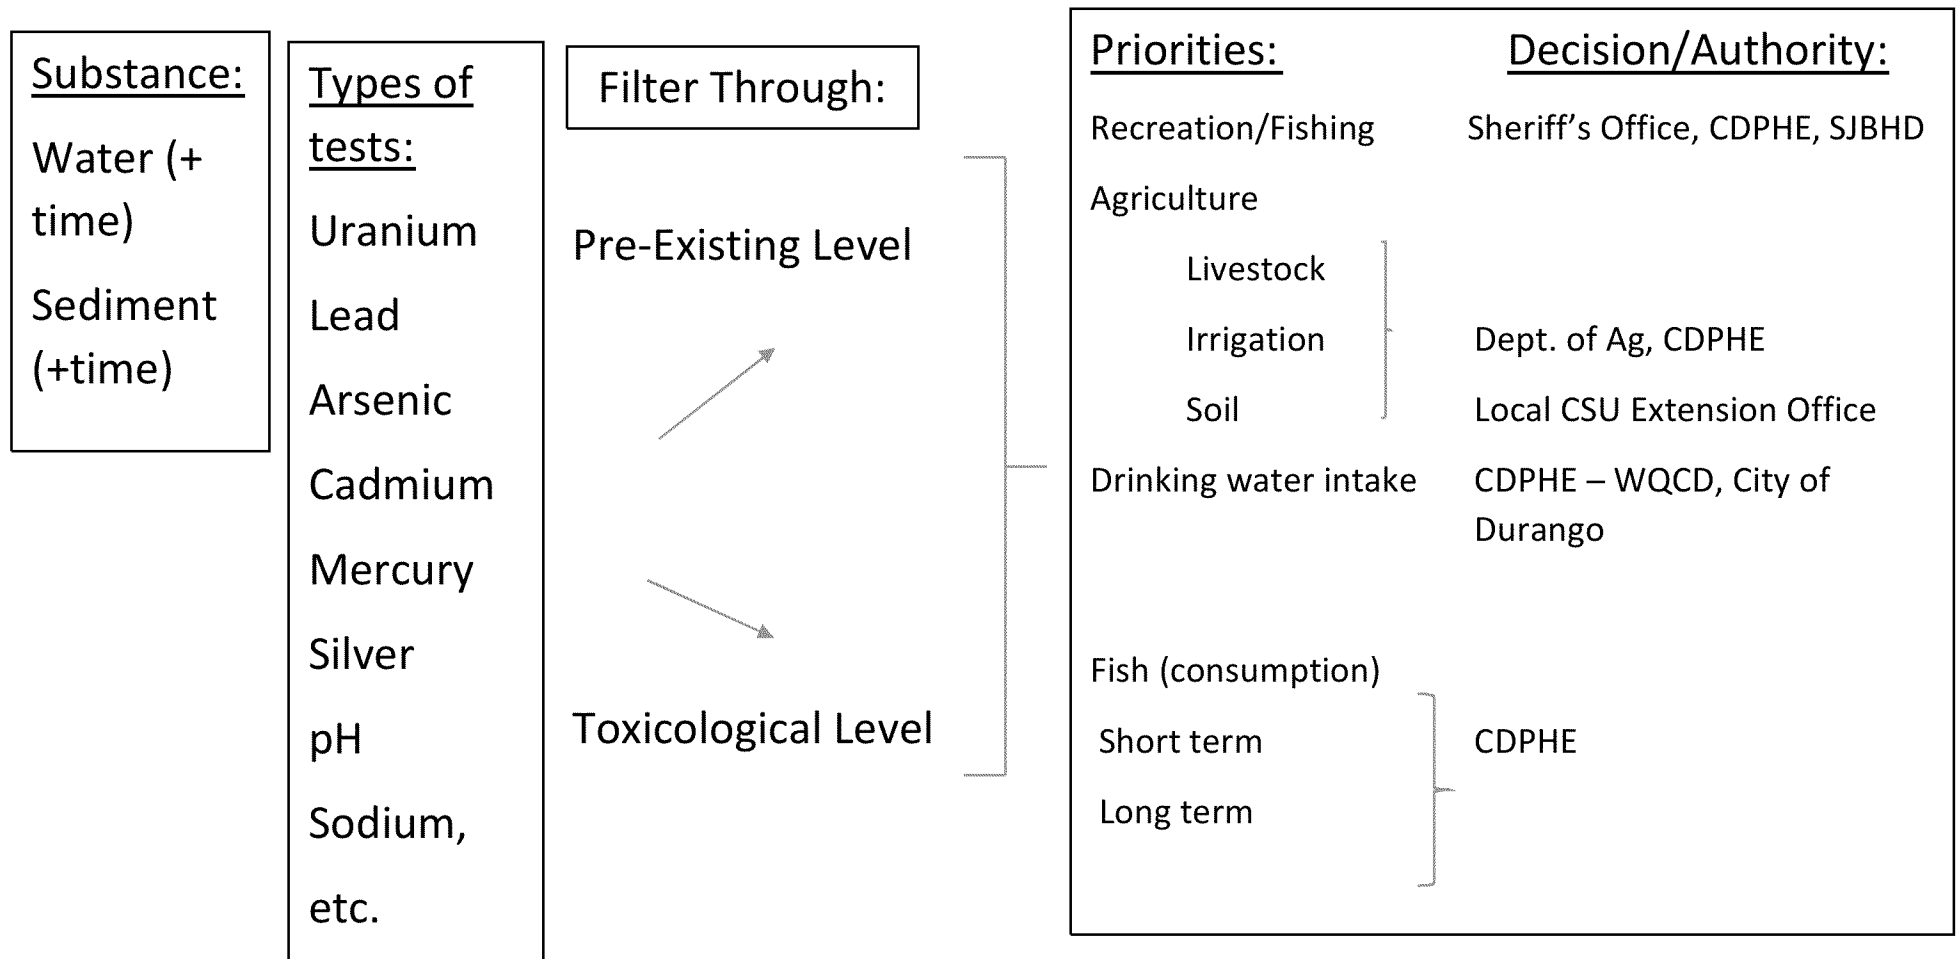 Substance:
Water (+
time)
Sediment
(+time)
Types of
tests:
Uranium
Lead
Arsenic
Cadmium
Mercury
Silver
pH
Sodium,
etc.
Filter Through:
Pre-Existing Level
Toxicological Level
Priorities: Decision/Authority:
Recreation/Fishing Sheriff’s Office, CDPHE, SJBHD
Agriculture
Livestock
Irrigation Dept. of Ag, CDPHE
Soil Local CSU Extension Office
Drinking water intake CDPHE – WQCD, City of
Durango
Fish (consumption)
Short term CDPHE
Long term